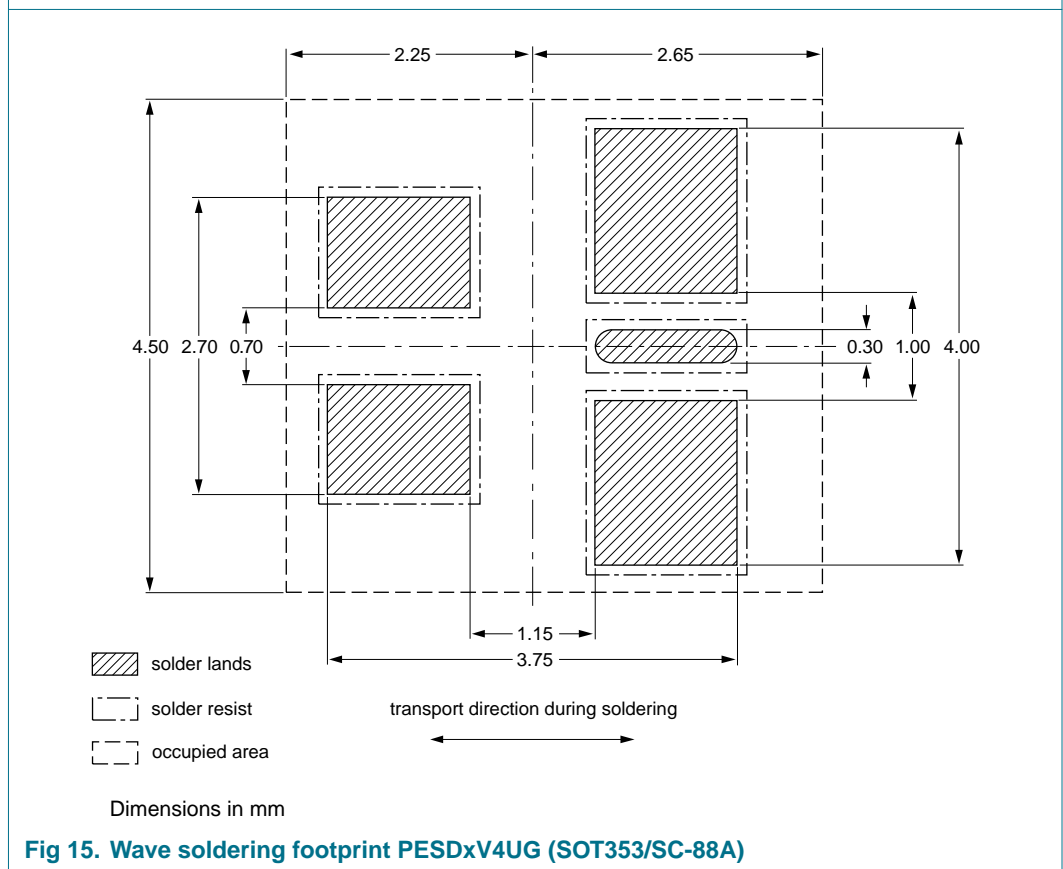 2.25 2.65
4.50 2.70 0.70 0.30 1.00 4.00
1.15
3.75
solder lands
solder resist
transport direction during soldering
occupied area
Dimensions in mm
Fig 15. Wave soldering footprint PESDxV4UG (SOT353/SC-88A)